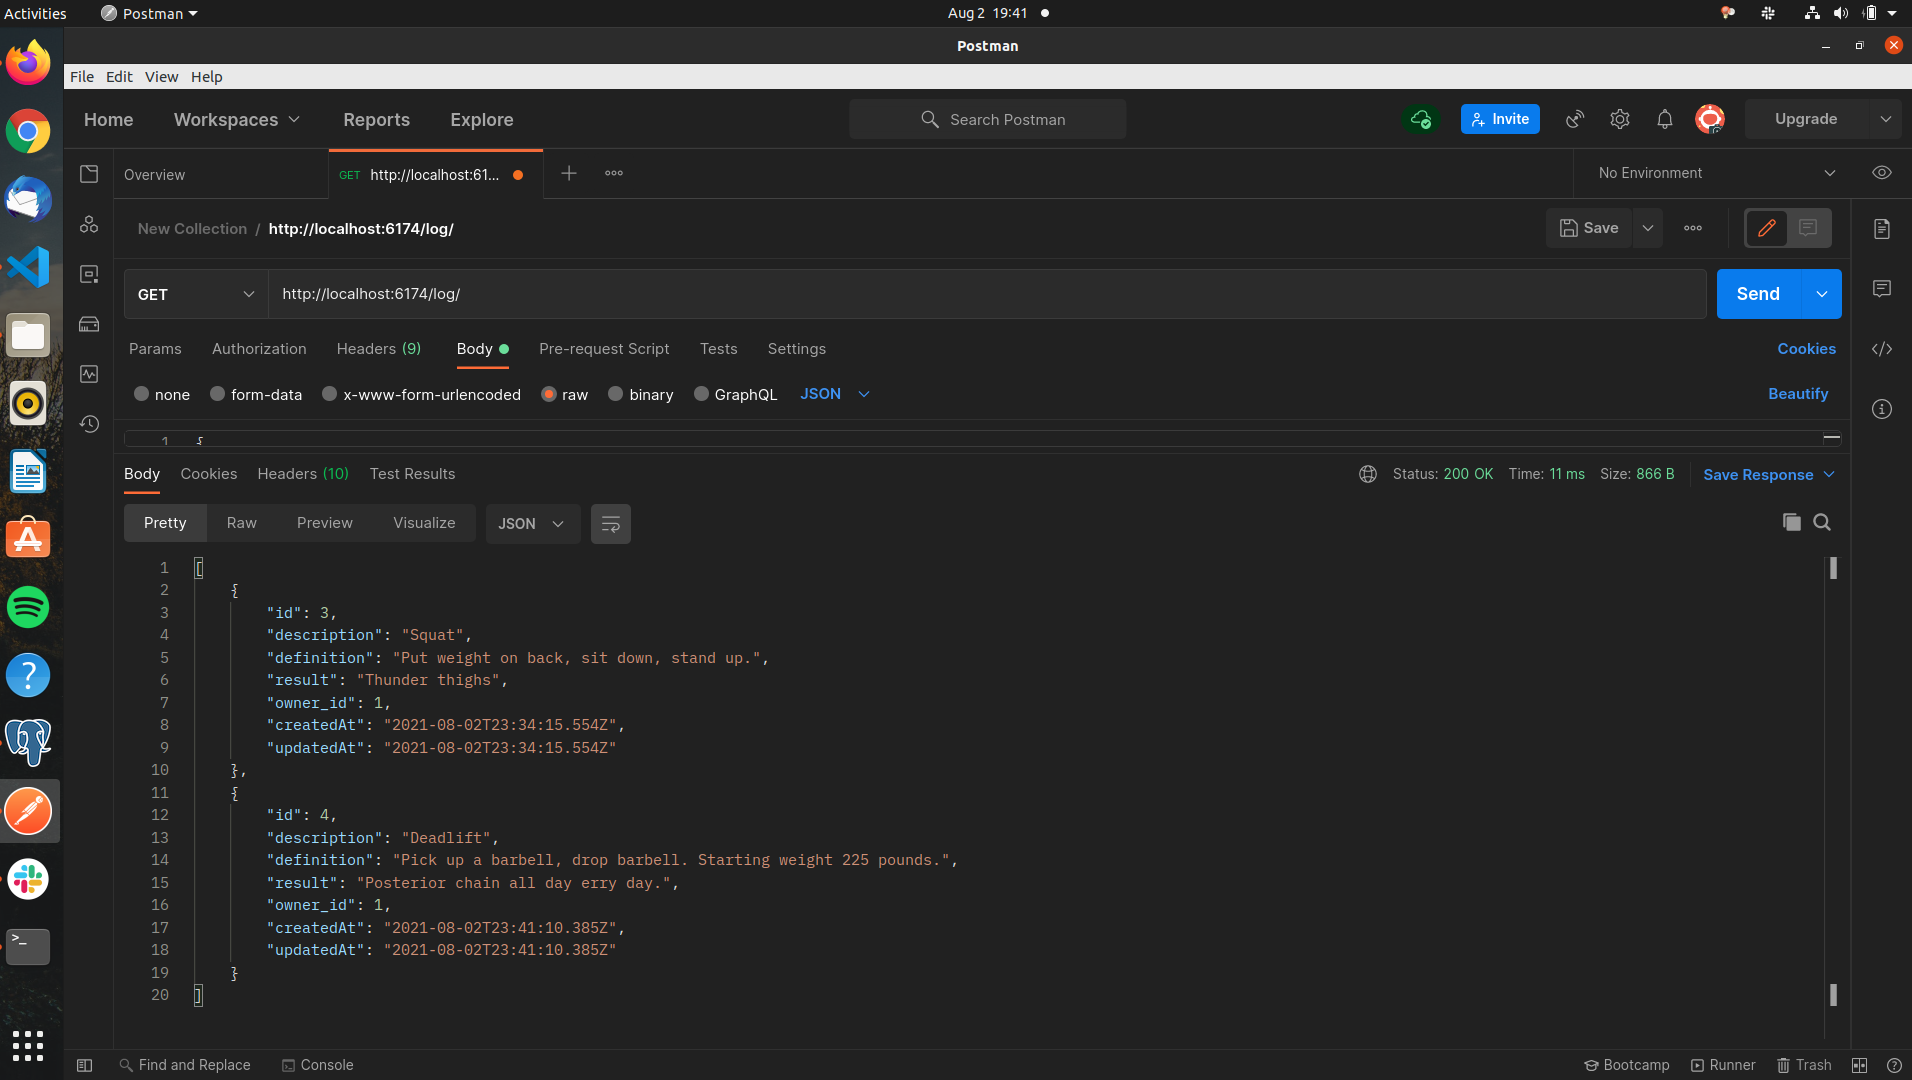 Activities Postman Aug 2 19:41
Postman
File Edit View Help
Home Workspaces Reports Explore Search Postman Invite Upgrade
Overview GET http://localhost:61... No Environment
New Collection / http://localhost:6174/log/ Save
GET http://localhost:6174/log/ Send
Params Authorization Headers (9) Body Pre-request Script Tests Settings Cookies
none form-data x-www-form-urlencoded raw binary GraphQL JSON Beautify
1 {
Body Cookies Headers (10) Test Results Status: 200 OK Time: 11 ms Size: 866 B Save Response
Pretty Raw Preview Visualize JSON
1 [
2 {
3 "id": 3,
4 "description": "Squat",
5 "definition": "Put weight on back, sit down, stand up.",
6 "result": "Thunder thighs",
7 "owner_id": 1,
8 "createdAt": "2021-08-02T23:34:15.554Z",
9 "updatedAt": "2021-08-02T23:34:15.554Z"
10 },
11 {
12 "id": 4,
13 "description": "Deadlift",
14 "definition": "Pick up a barbell, drop barbell. Starting weight 225 pounds.",
15 "result": "Posterior chain all day erry day.",
16 "owner_id": 1,
17 "createdAt": "2021-08-02T23:41:10.385Z",
18 "updatedAt": "2021-08-02T23:41:10.385Z"
19 }
20 ]
Find and Replace Console Bootcamp Runner Trash